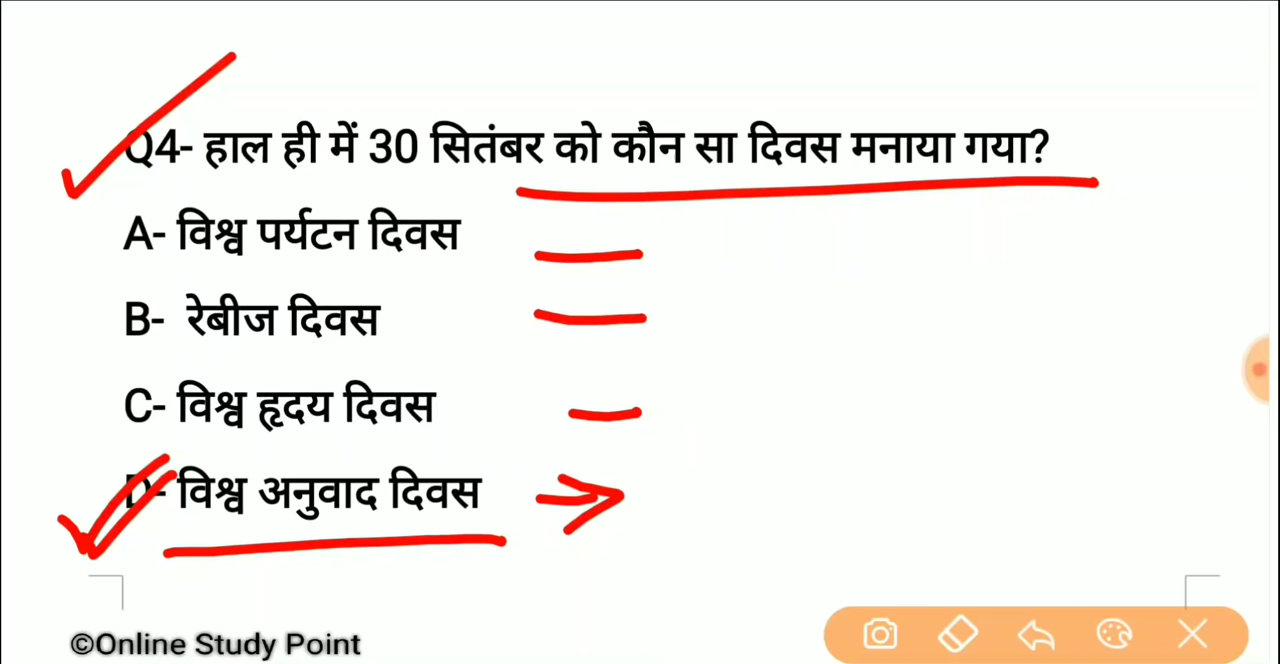 Q4- हाल ही में 30 सितंबर को कौन सा दिवस मनाया गया?
A- विश्व पर्यटन दिवस
B- रेबीज दिवस
C- विश्व हृदय दिवस
D- विश्व अनुवाद दिवस
©Online Study Point